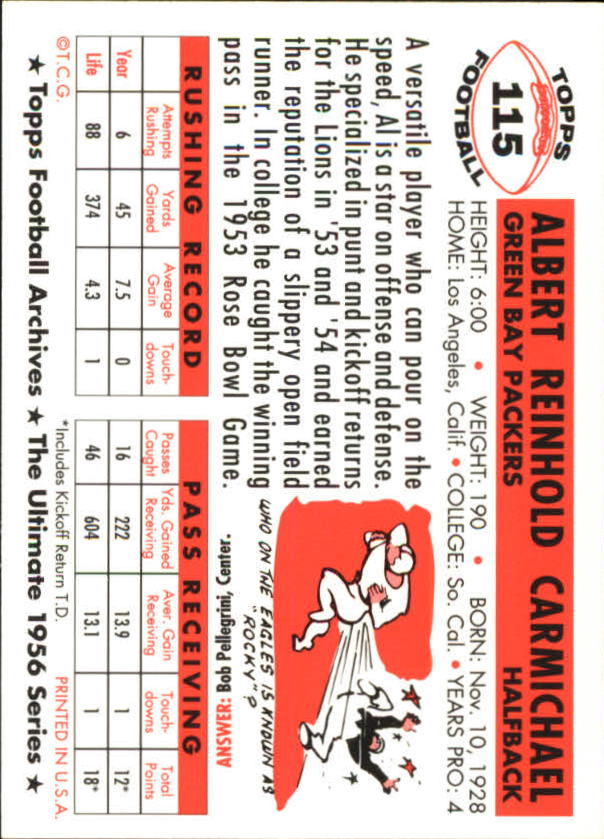 TOPPS
115
FOOTBALL
ALBERT REINHOLD CARMICHAEL
GREEN BAY PACKERS HALFBACK
HEIGHT: 6:00 • WEIGHT: 190 • BORN: Nov. 10, 1928
HOME: Los Angeles, Calif. • COLLEGE: So. Cal. • YEARS PRO: 4
A versatile player who can pour on the
speed, Al is a star on offense and defense.
He specialized in punt and kickoff returns
for the Lions in '53 and '54 and earned
the reputation of a slippery open field
runner. In college he caught the winning
pass in the 1953 Rose Bowl Game.
WHO ON THE EAGLES IS KNOWN AS
"ROCKY"?
ANSWER: Bob Pellegrini, Center.
RUSHING RECORD
Attempts Rushing Yards Gained Average Gain Touch-downs
Year 6 45 7.5 0
Life 88 374 4.3 1
PASS RECEIVING
Passes Caught Yds. Gained Receiving Aver. Gain Receiving Touch-downs Total Points
16 222 13.9 1 12*
46 604 13.1 1 18*
*Includes Kickoff Return T.D.
©T.C.G. PRINTED IN U.S.A.
★ Topps Football Archives ★ The Ultimate 1956 Series ★